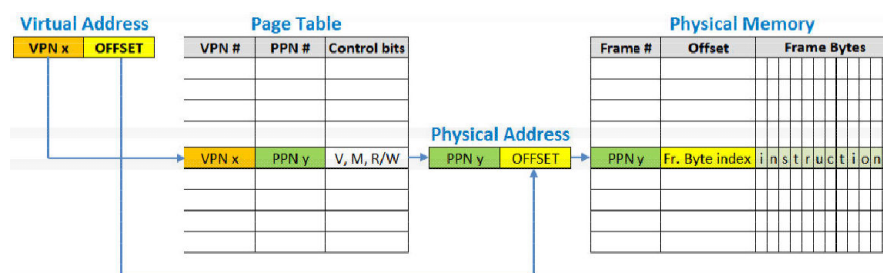 Virtual Address
Page Table
Physical Memory
VPN x OFFSET
VPN # PPN # Control bits
Frame # Offset Frame Bytes
Physical Address
VPN x PPN y V, M, R/W
PPN y OFFSET
PPN y Fr. Byte index i n s t r u c t i o n